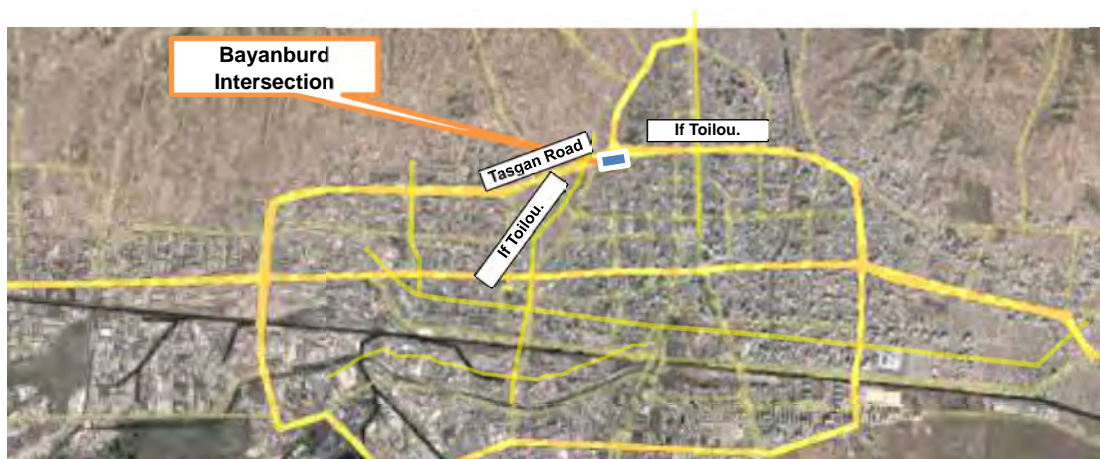 Bayanburd
Intersection
If Toilou.
Tasgan Road
If Toilou.